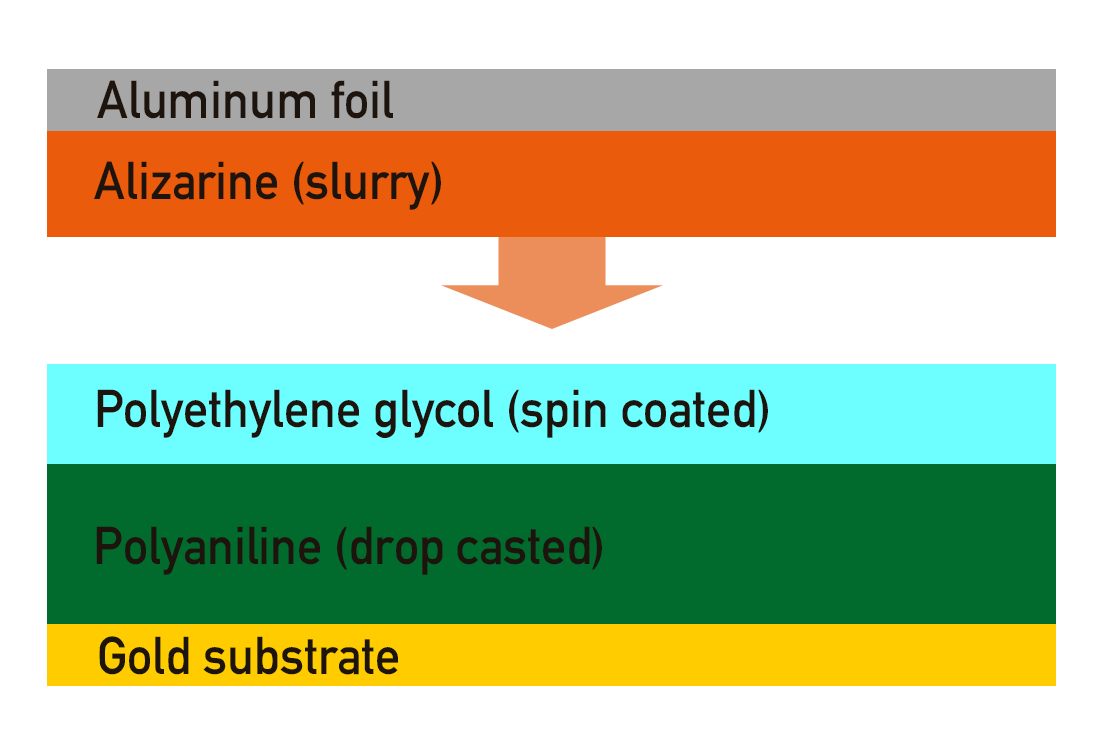 Aluminum foil
Alizarine (slurry)
Polyethylene glycol (spin coated)
Polyaniline (drop casted)
Gold substrate